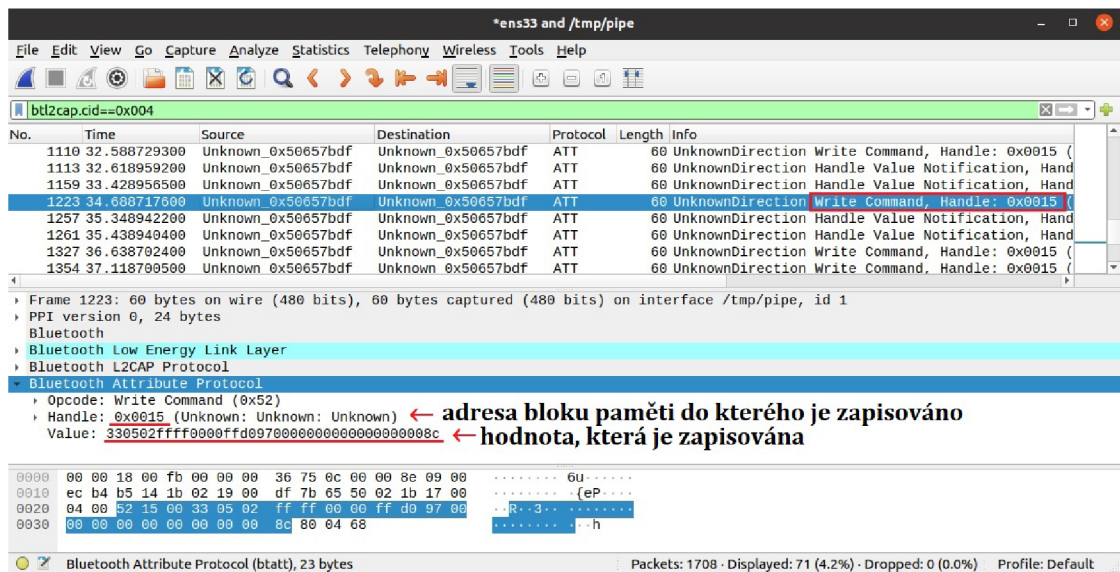 *ens33 and /tmp/pipe
File Edit View Go Capture Analyze Statistics Telephony Wireless Tools Help
btl2cap.cid==0x004
No. Time Source Destination Protocol Length Info
1110 32.588729300 Unknown_0x50657bdf Unknown_0x50657bdf ATT 60 UnknownDirection Write Command, Handle: 0x0015 (
1113 32.618959200 Unknown_0x50657bdf Unknown_0x50657bdf ATT 60 UnknownDirection Handle Value Notification, Hand
1159 33.428956500 Unknown_0x50657bdf Unknown_0x50657bdf ATT 60 UnknownDirection Handle Value Notification, Hand
1223 34.688717600 Unknown_0x50657bdf Unknown_0x50657bdf ATT 60 UnknownDirection Write Command, Handle: 0x0015 (
1257 35.348942200 Unknown_0x50657bdf Unknown_0x50657bdf ATT 60 UnknownDirection Handle Value Notification, Hand
1261 35.438940400 Unknown_0x50657bdf Unknown_0x50657bdf ATT 60 UnknownDirection Handle Value Notification, Hand
1327 36.638702400 Unknown_0x50657bdf Unknown_0x50657bdf ATT 60 UnknownDirection Write Command, Handle: 0x0015 (
1354 37.118700500 Unknown_0x50657bdf Unknown_0x50657bdf ATT 60 UnknownDirection Write Command, Handle: 0x0015 (
Frame 1223: 60 bytes on wire (480 bits), 60 bytes captured (480 bits) on interface /tmp/pipe, id 1
PPI version 0, 24 bytes
Bluetooth
Bluetooth Low Energy Link Layer
Bluetooth L2CAP Protocol
Bluetooth Attribute Protocol
Opcode: Write Command (0x52)
Handle: 0x0015 (Unknown: Unknown: Unknown) ← adresa bloku paměti do kterého je zapisováno
Value: 330502ffff0000ffd0970000000000000000008c ← hodnota, která je zapisována
0000 00 00 18 00 fb 00 00 00 36 75 0c 00 00 8e 09 00 ········ 6u······
0010 ec b4 b5 14 1b 02 19 00 df 7b 65 50 02 1b 17 00 ········ ·{eP····
0020 04 00 52 15 00 33 05 02 ff ff 00 00 ff d0 97 00 ··R··3·· ········
0030 00 00 00 00 00 00 00 00 8c 80 04 68 ········ ···h
Bluetooth Attribute Protocol (btatt), 23 bytes Packets: 1708 · Displayed: 71 (4.2%) · Dropped: 0 (0.0%) Profile: Default